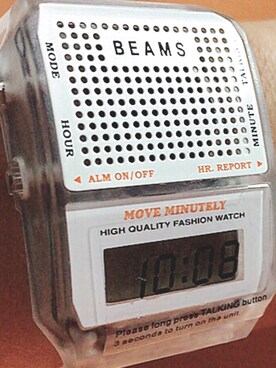 BEAMS
MODE
TALKING
HOUR
MINUTE
◄ ALM ON/OFF
HR. REPORT ►
MOVE MINUTELY
HIGH QUALITY FASHION WATCH
10:08
Please long press TALKING button
3 seconds to turn on the unit